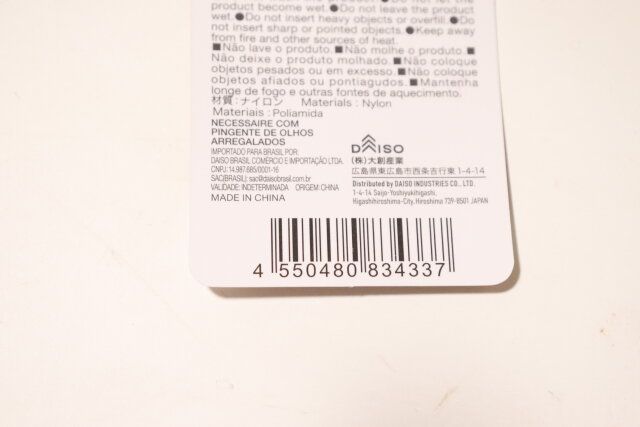 product become wet.●Do not leave the product
wet.●Do not insert heavy objects or overfill.●Do
not insert sharp or pointed objects.●Keep away
from fire and other sources of heat.
■Não lave o produto.■Não molhe o produto.■
Não deixe o produto molhado.■Não coloque
objetos pesados ou em excesso.■Não coloque
objetos afiados ou pontiagudos.■Mantenha
longe de fogo e outras fontes de aquecimento.
材質:ナイロン Materials : Nylon
Materiais : Poliamida
NECESSAIRE COM
PINGENTE DE OLHOS
ARREGALADOS
IMPORTADO PARA BRASIL POR:
DAISO BRASIL COMÉRCIO E IMPORTAÇÃO LTDA.
CNPJ:14.987.685/0001-16
SAC(BRASIL): sac@daisobrasil.com.br
VALIDADE: INDETERMINADA ORIGEM: CHINA
MADE IN CHINA
DAISO
(株)大創産業
広島県東広島市西条吉行東1-4-14
Distributed by DAISO INDUSTRIES CO., LTD.
1-4-14 Saijo-Yoshiyukihigashi,
Higashihiroshima-City, Hiroshima 739-8501 JAPAN
4 550480 834337